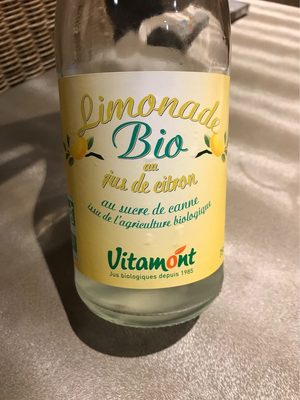 Limonade
Bio
au
jus de citron
au sucre de canne
issu de l'agriculture biologique
Vitamont
Jus biologiques depuis 1985